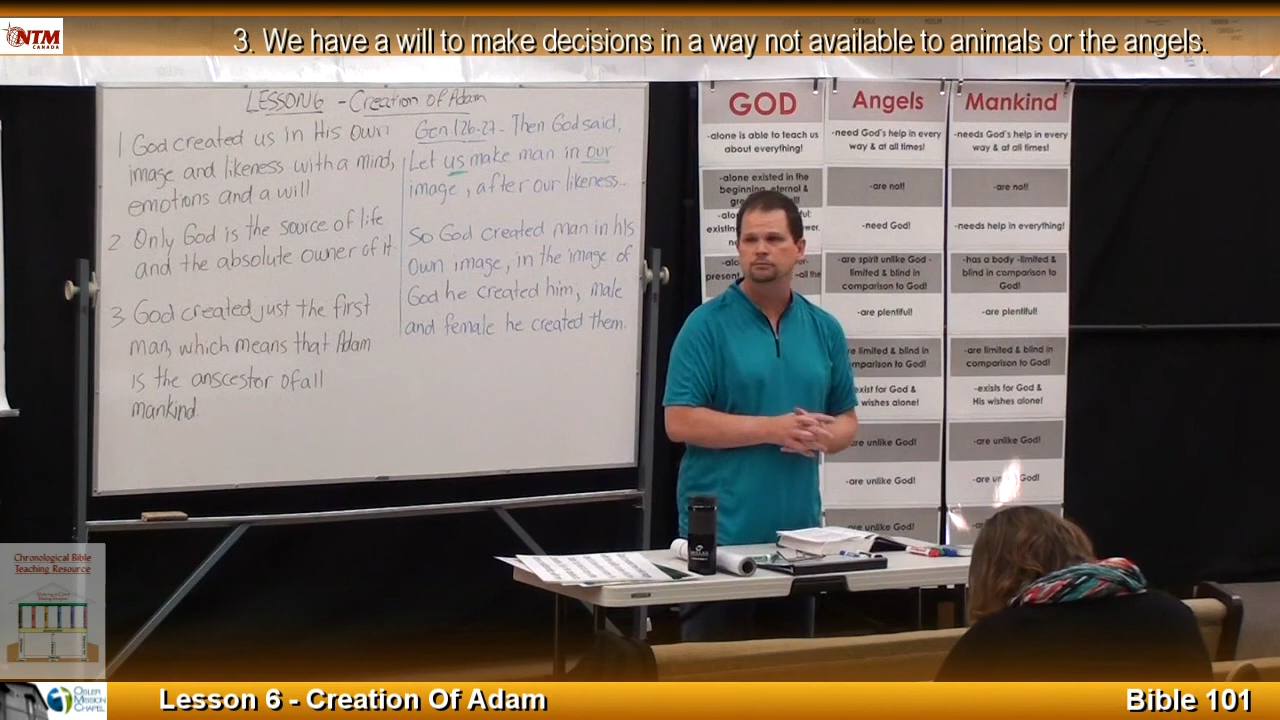 NTM
CANADA
3. We have a will to make decisions in a way not available to animals or the angels.
LESSON 6 - Creation Of Adam
1 God created us in His Own
image and likeness with a mind,
emotions and a will
2. Only God is the source of life
and the absolute owner of it
3. God created just the first
man, which means that Adam
is the anscestor of all
mankind.
Gen. 1:26-27 - Then God said,
Let us make man in our
image, after our likeness..
So God created man in his
own image, in the image of
God he created him; male
and female he created them.
GOD
-alone is able to teach us
about everything!
-alone existed in the
beginning, eternal &
Angels
-need God's help in every
way & at all times!
-are not!
-need God!
-are spirit unlike God -
limited & blind in
comparison to God!
-are plentiful!
are limited & blind in
comparison to God!
exist for God &
wishes alone!
are unlike God!
-are unlike God!
are unlike God!
Mankind
-needs God's help in every
way & at all times!
-are not!
-needs help in everything!
-has a body -limited &
blind in comparison to
God!
-are plentiful!
-are limited & blind in
comparison to God!
-exists for God &
His wishes alone!
-are unlike God!
-are unlike God!
Chronological Bible
Teaching Resource
OSLER
MISSION
CHAPEL
Lesson 6 - Creation Of Adam
Bible 101